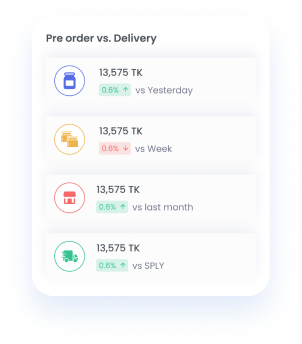 Pre order vs. Delivery
13,575 TK
0.6% ↑ vs Yesterday
13,575 TK
0.6% ↓ vs Week
13,575 TK
0.6% ↑ vs last month
13,575 TK
0.6% ↑ vs SPLY